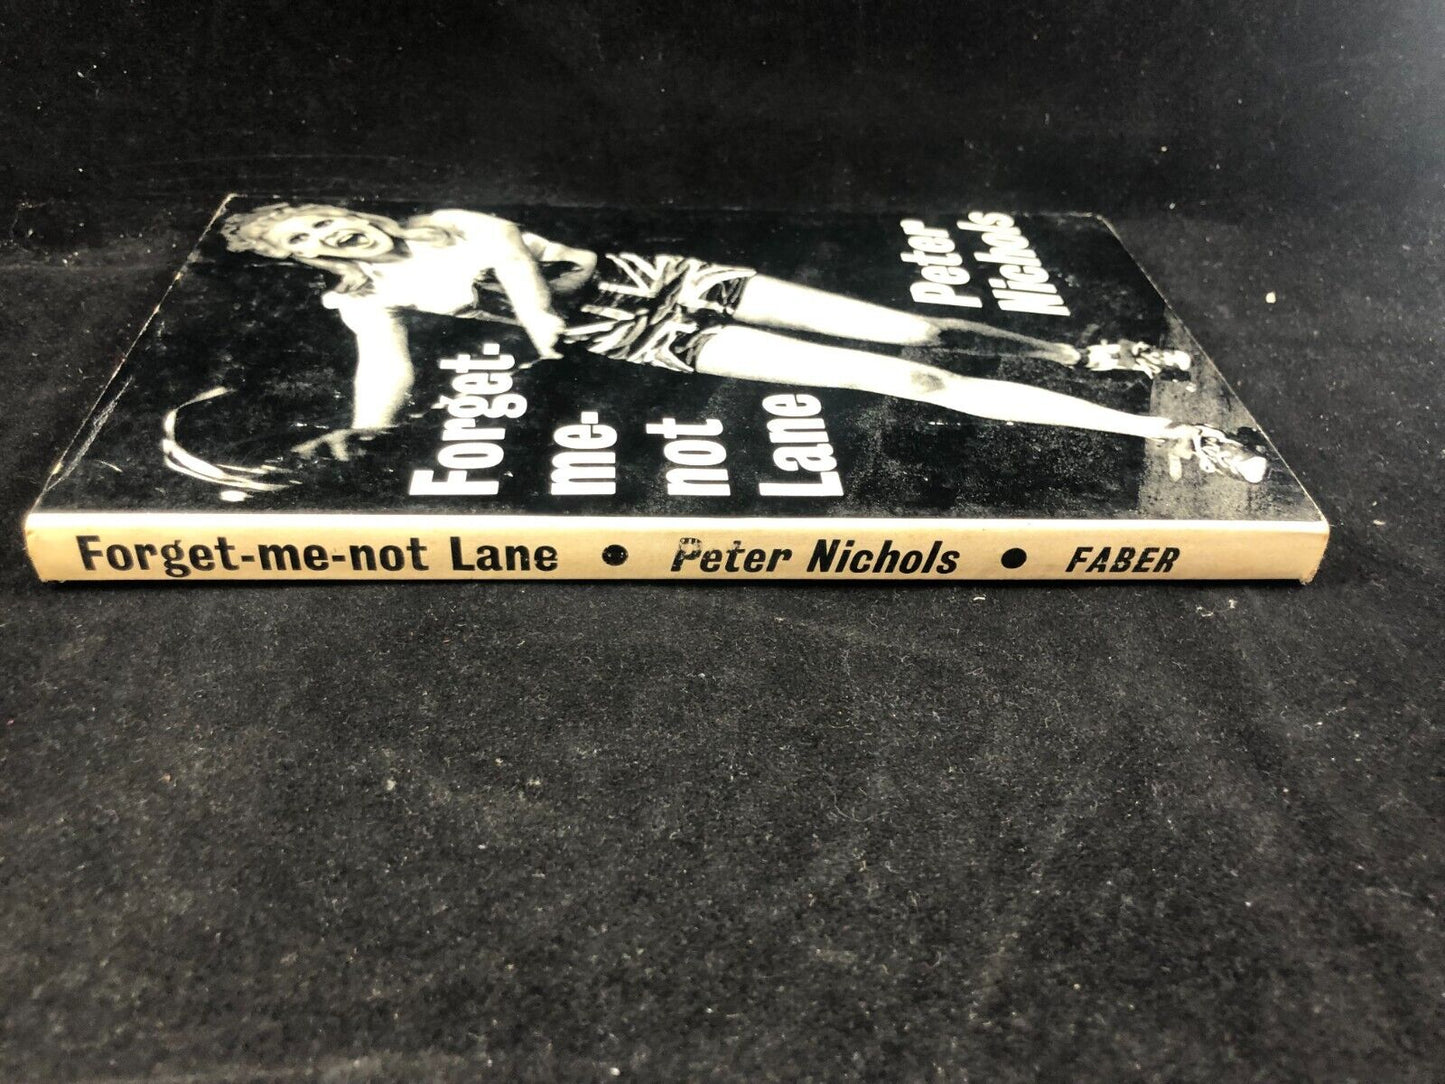 Peter
Nichols
Forget-
me-
not
Lane
Forget-me-not Lane • Peter Nichols • FABER